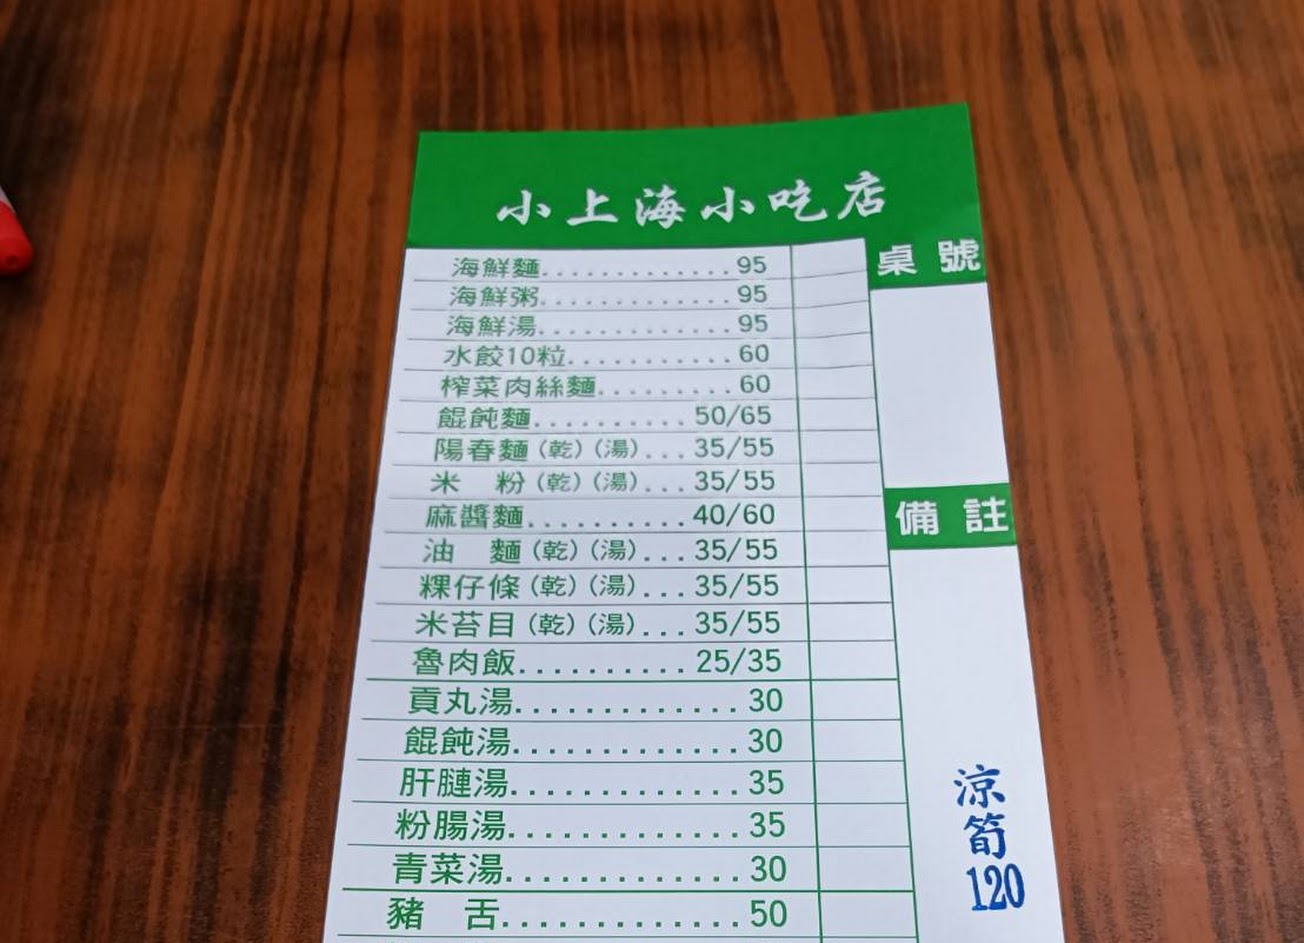 小上海小吃店
海鮮麵.............95
海鮮粥.............95
海鮮湯.............95
水餃10粒...........60
榨菜肉絲麵.........60
餛飩麵..........50/65
陽春麵(乾)(湯)...35/55
米 粉(乾)(湯)...35/55
麻醬麵..........40/60
油 麵(乾)(湯)...35/55
粿仔條(乾)(湯)...35/55
米苔目(乾)(湯)...35/55
魯肉飯..........25/35
貢丸湯.............30
餛飩湯.............30
肝膽湯.............35
粉腸湯.............35
青菜湯.............30
豬 舌.............50
桌號
備註
涼
筍
120